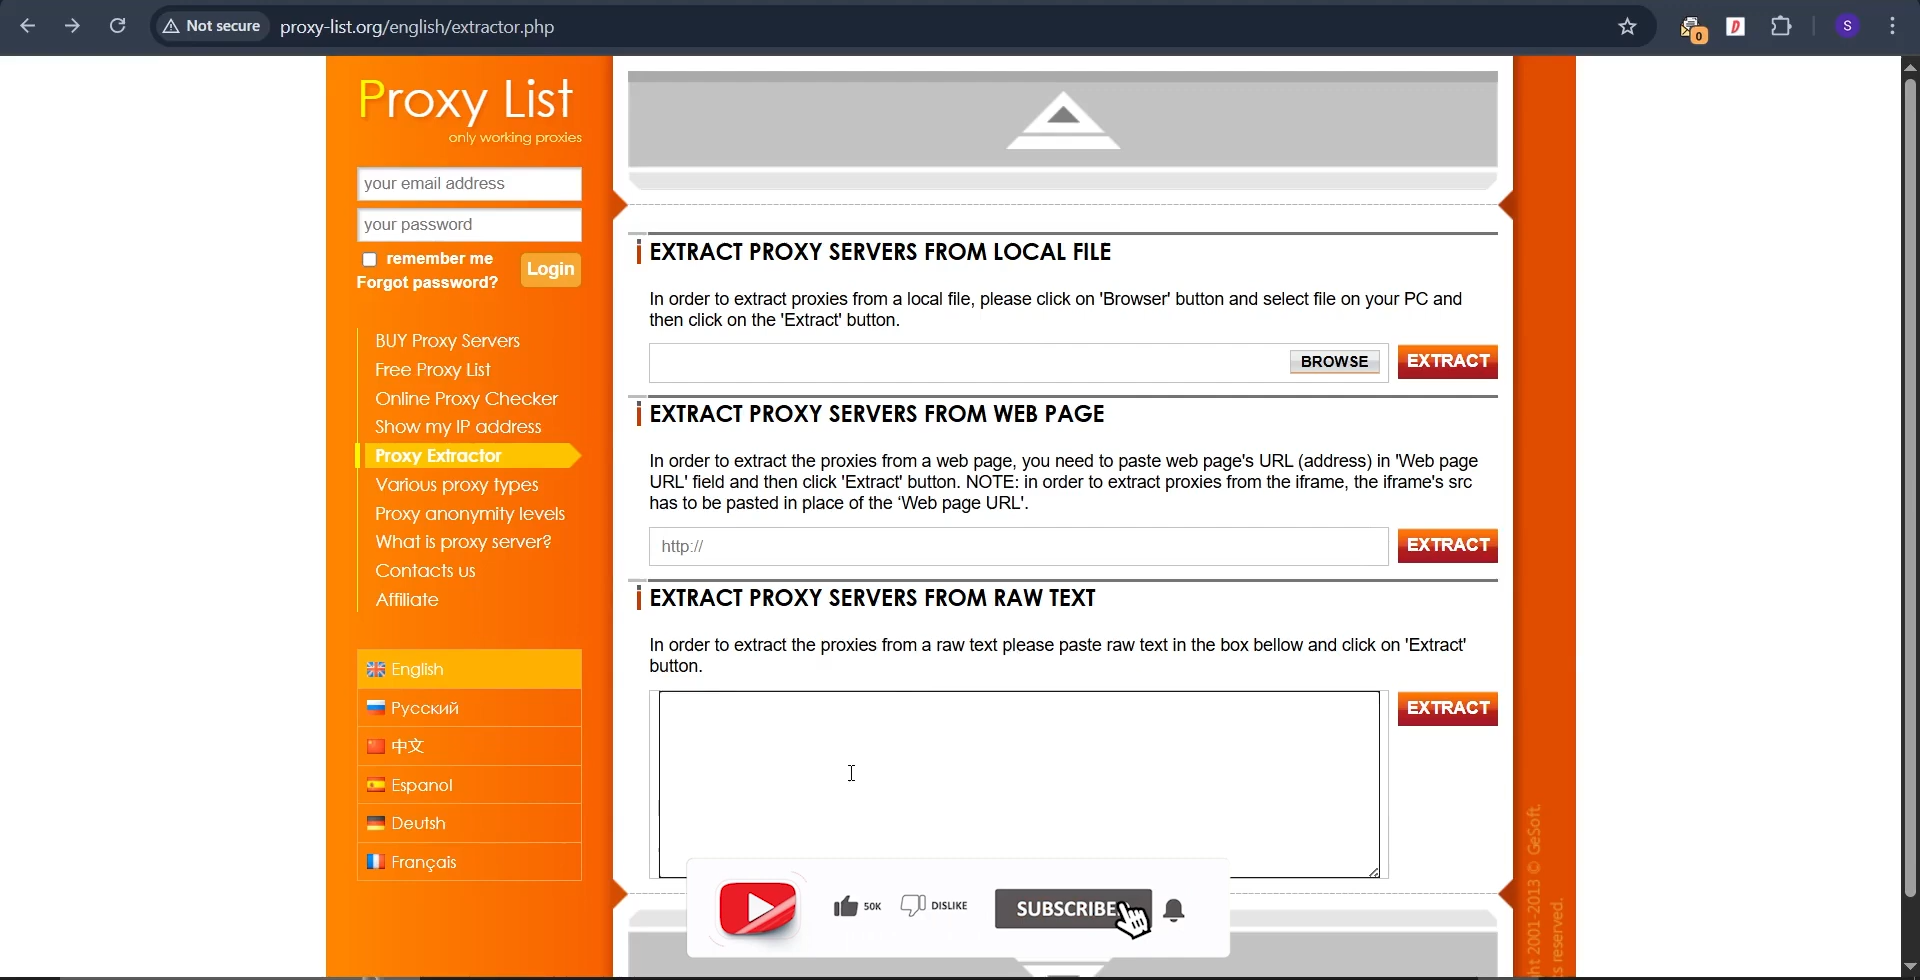 Not secure
proxy-list.org/english/extractor.php
0
D
S
Proxy List
only working proxies
your email address
your password
remember me
Forgot password?
Login
BUY Proxy Servers
Free Proxy List
Online Proxy Checker
Show my IP address
Proxy Extractor
Various proxy types
Proxy anonymity levels
What is proxy server?
Contacts us
Affiliate
English
Русский
中文
Espanol
Deutsh
Français
EXTRACT PROXY SERVERS FROM LOCAL FILE
In order to extract proxies from a local file, please click on 'Browser' button and select file on your PC and
then click on the 'Extract' button.
BROWSE
EXTRACT
EXTRACT PROXY SERVERS FROM WEB PAGE
In order to extract the proxies from a web page, you need to paste web page's URL (address) in 'Web page
URL' field and then click 'Extract' button. NOTE: in order to extract proxies from the iframe, the iframe's src
has to be pasted in place of the ‘Web page URL'.
http://
EXTRACT
EXTRACT PROXY SERVERS FROM RAW TEXT
In order to extract the proxies from a raw text please paste raw text in the box bellow and click on 'Extract'
button.
EXTRACT
50K
DISLIKE
SUBSCRIBE
2001-2013 © GeSoft.
reserved.